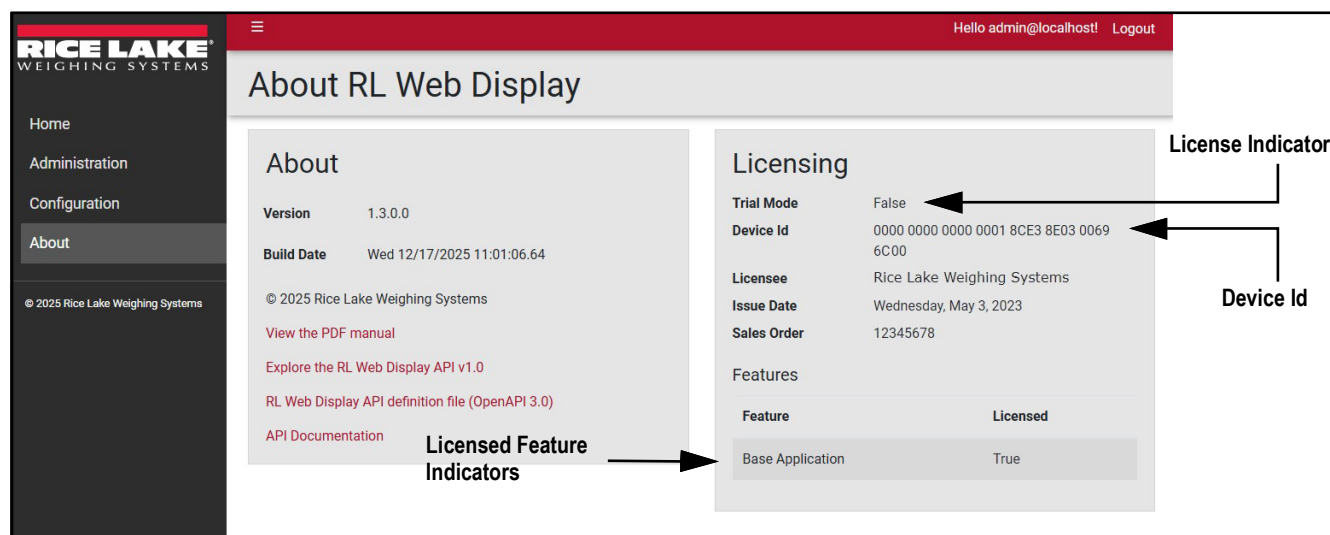 RICE LAKE®
WEIGHING SYSTEMS
Home
Administration
Configuration
About
© 2025 Rice Lake Weighing Systems
☰
Hello admin@localhost! Logout
About RL Web Display
About
Version 1.3.0.0
Build Date Wed 12/17/2025 11:01:06.64
© 2025 Rice Lake Weighing Systems
View the PDF manual
Explore the RL Web Display API v1.0
RL Web Display API definition file (OpenAPI 3.0)
API Documentation
Licensed Feature
Indicators
Licensing
Trial Mode False
Device Id 0000 0000 0000 0001 8CE3 8E03 0069
6C00
Licensee Rice Lake Weighing Systems
Issue Date Wednesday, May 3, 2023
Sales Order 12345678
Features
Feature Licensed
Base Application True
License Indicator
Device Id